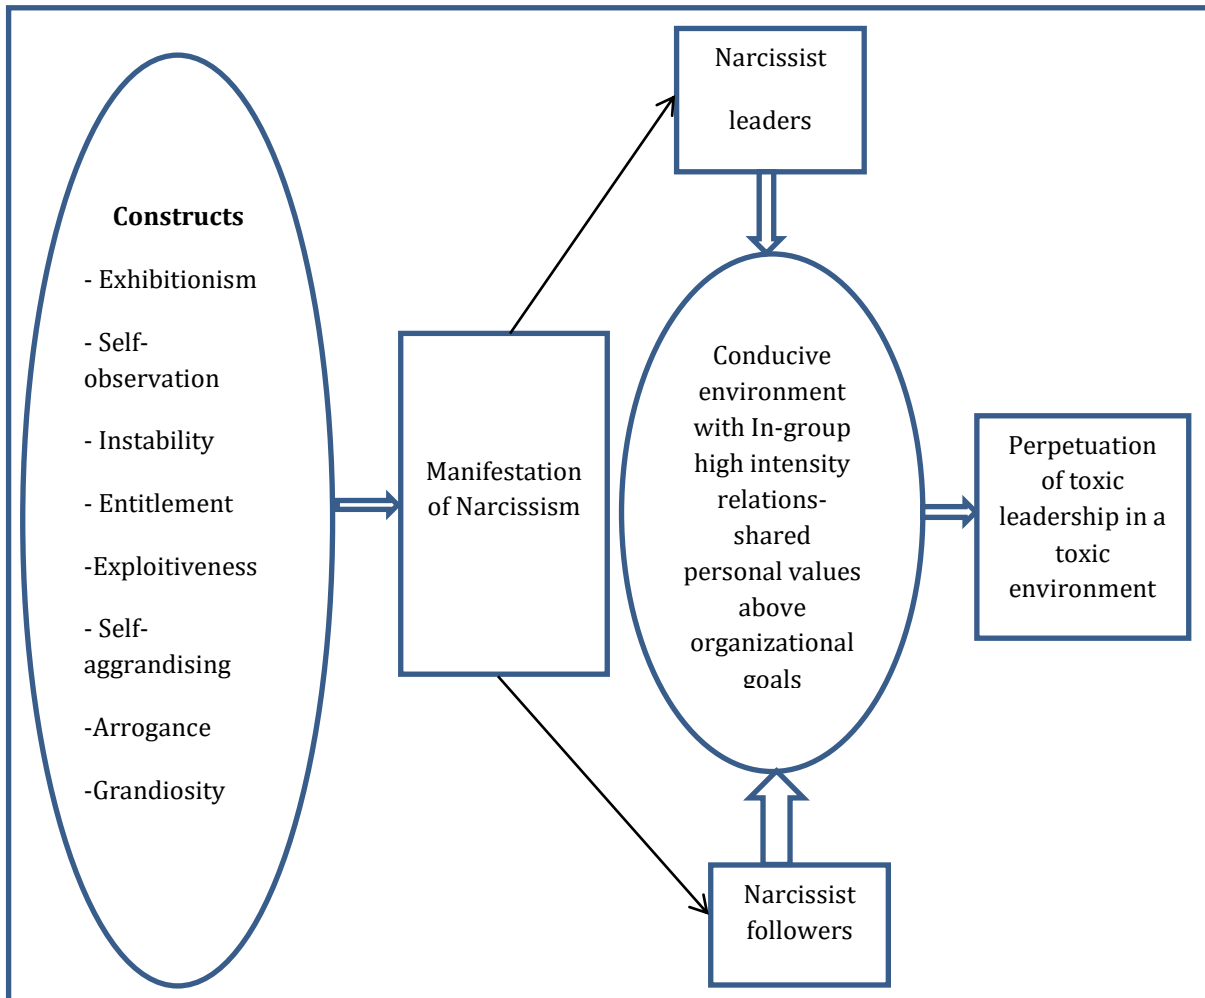 Constructs
- Exhibitionism
- Self-
observation
- Instability
- Entitlement
-Exploitiveness
- Self-
aggrandising
-Arrogance
-Grandiosity
Manifestation
of Narcissism
Narcissist
leaders
Conducive
environment
with In-group
high intensity
relations-
shared
personal values
above
organizational
goals
Narcissist
followers
Perpetuation
of toxic
leadership in a
toxic
environment